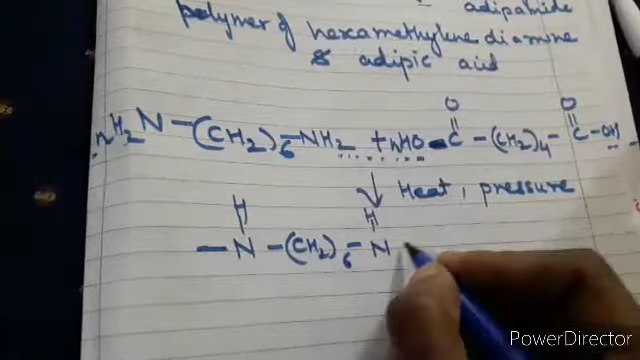 adipamide
polymer of hexamethylene diamine
& adipic acid
O O
nH2N-(CH2)6-NH2 + nHO-C-(CH2)4-C-OH
Heat, pressure
H H
-N-(CH2)6-N
PowerDirector